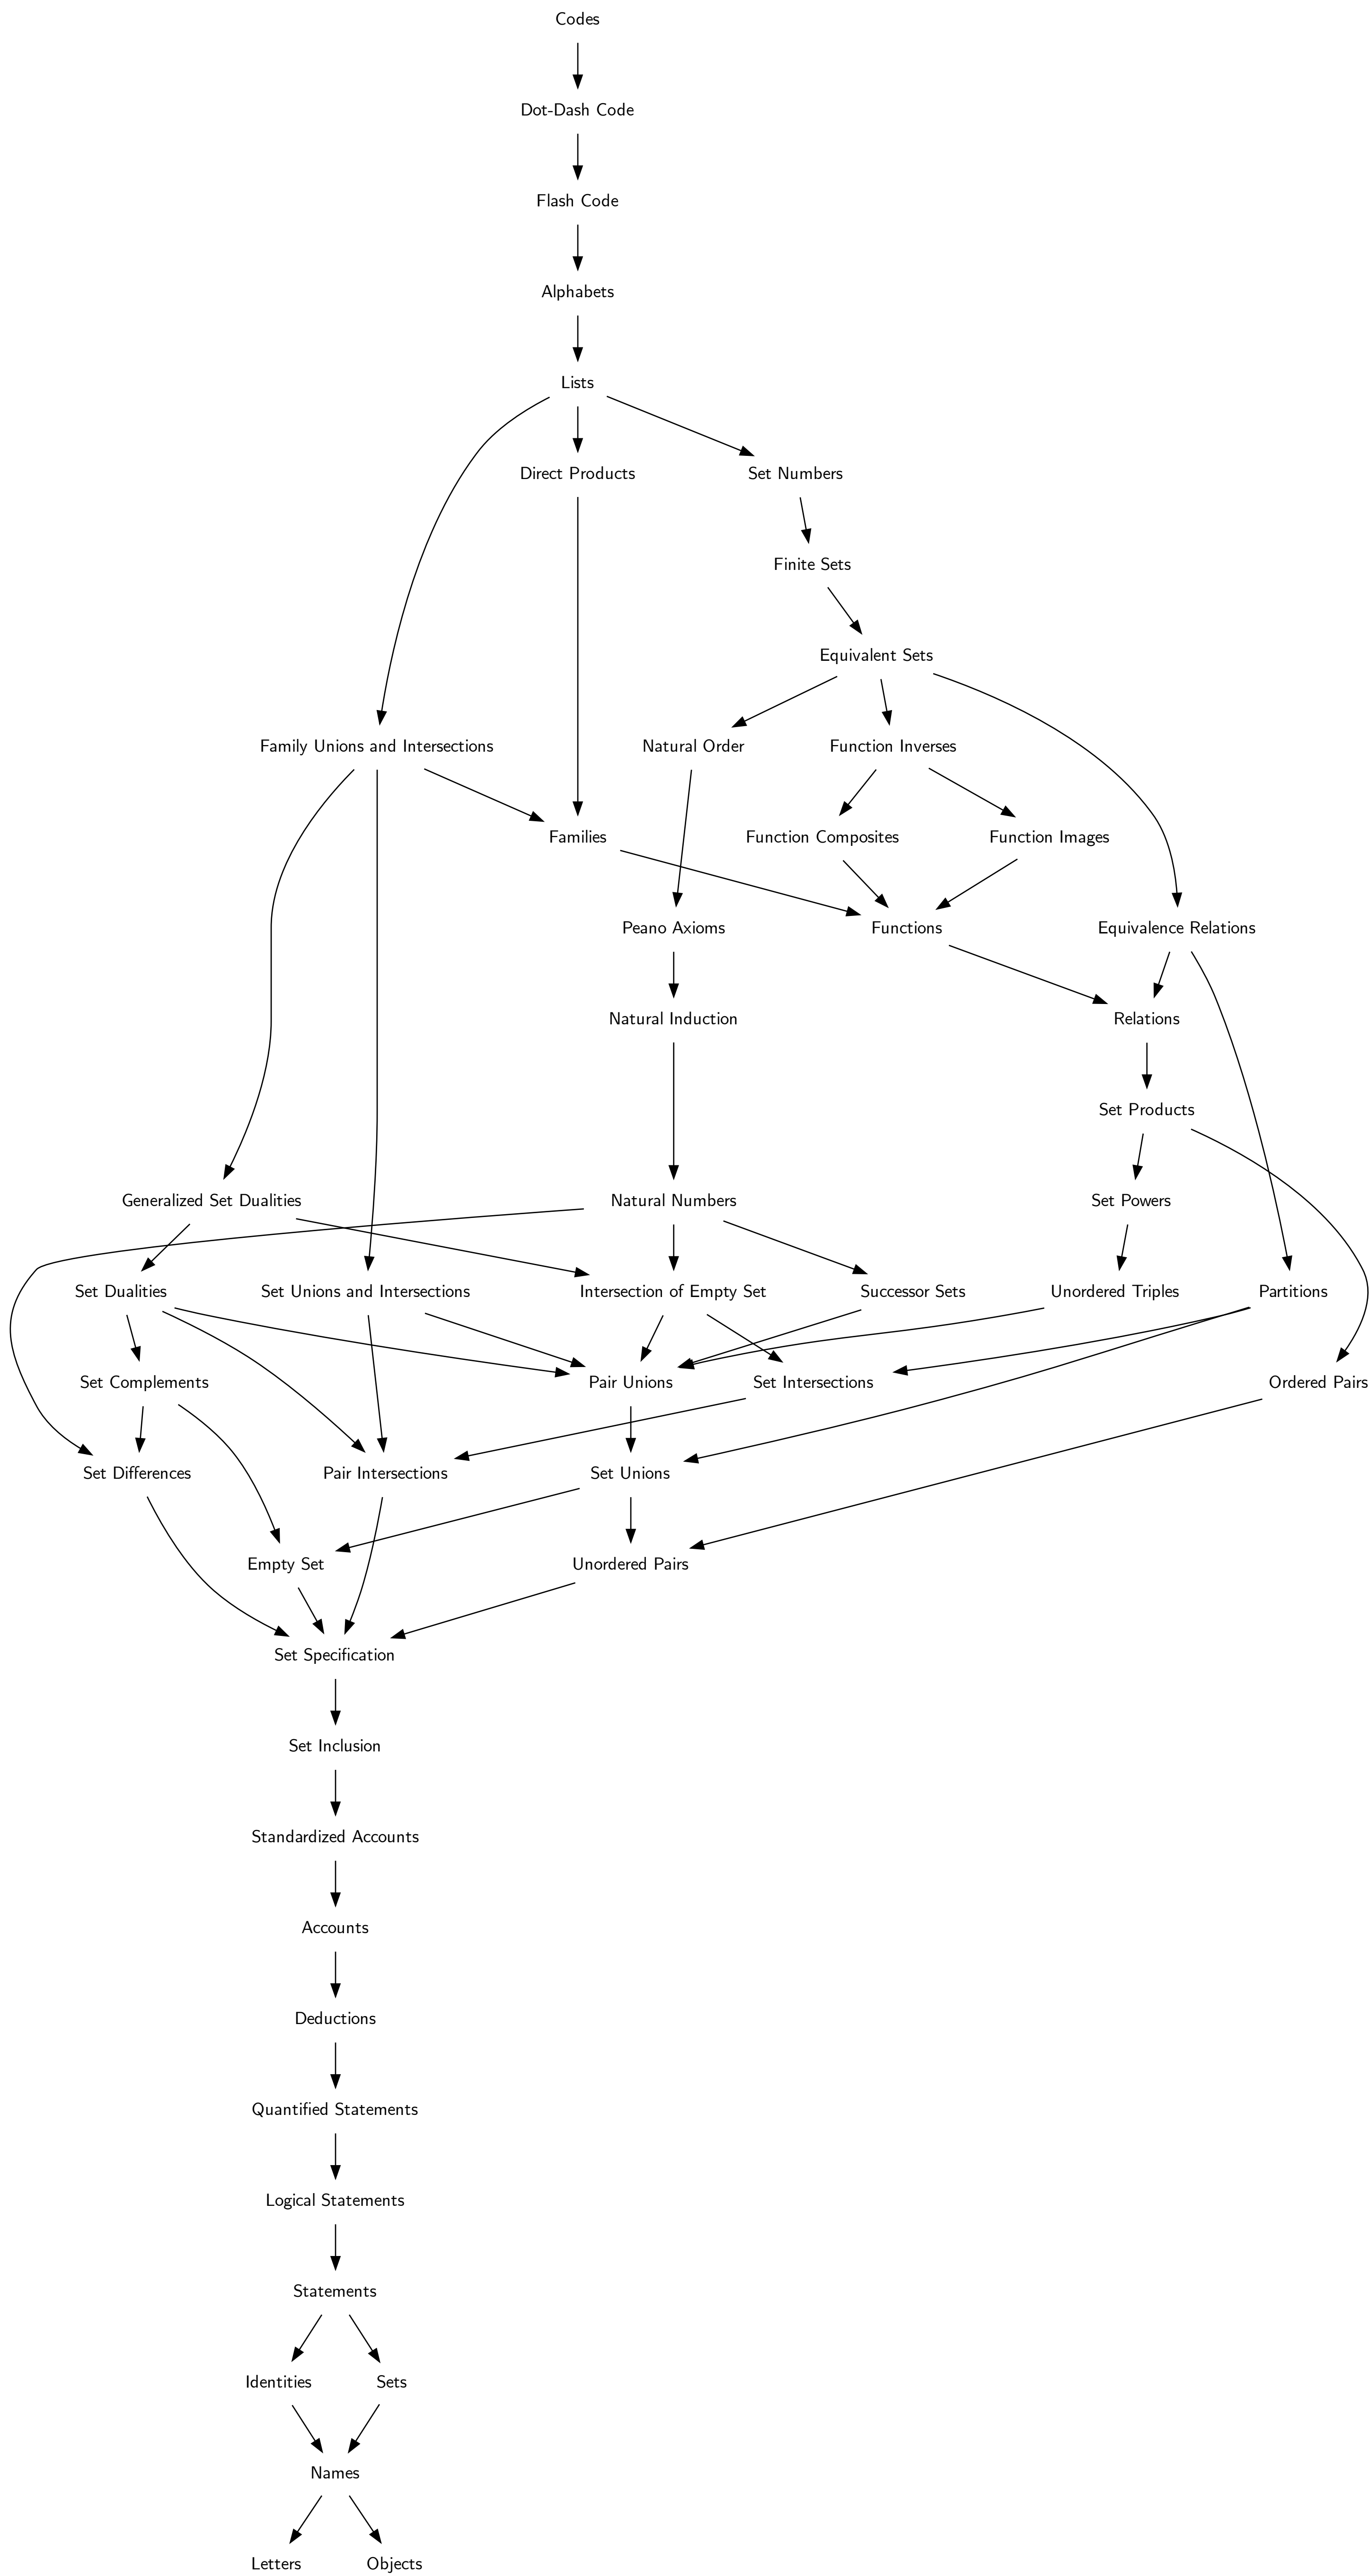 Codes
Dot-Dash Code
Flash Code
Alphabets
Lists
Direct Products
Set Numbers
Finite Sets
Equivalent Sets
Family Unions and Intersections
Natural Order
Function Inverses
Families
Function Composites
Function Images
Peano Axioms
Functions
Equivalence Relations
Natural Induction
Relations
Set Products
Generalized Set Dualities
Natural Numbers
Set Powers
Set Dualities
Set Unions and Intersections
Intersection of Empty Set
Successor Sets
Unordered Triples
Partitions
Set Complements
Pair Unions
Set Intersections
Ordered Pairs
Set Differences
Pair Intersections
Set Unions
Empty Set
Unordered Pairs
Set Specification
Set Inclusion
Standardized Accounts
Accounts
Deductions
Quantified Statements
Logical Statements
Statements
Identities
Sets
Names
Letters
Objects